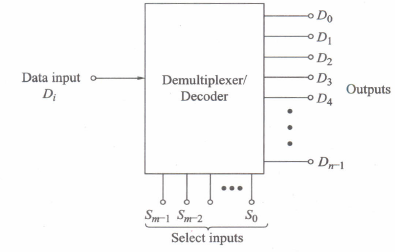 D₀
D₁
D₂
D₃
D₄
Dₙ₋₁
Outputs
Data input
Dᵢ
Demultiplexer/
Decoder
Sₘ₋₁ Sₘ₋₂ S₀
Select inputs